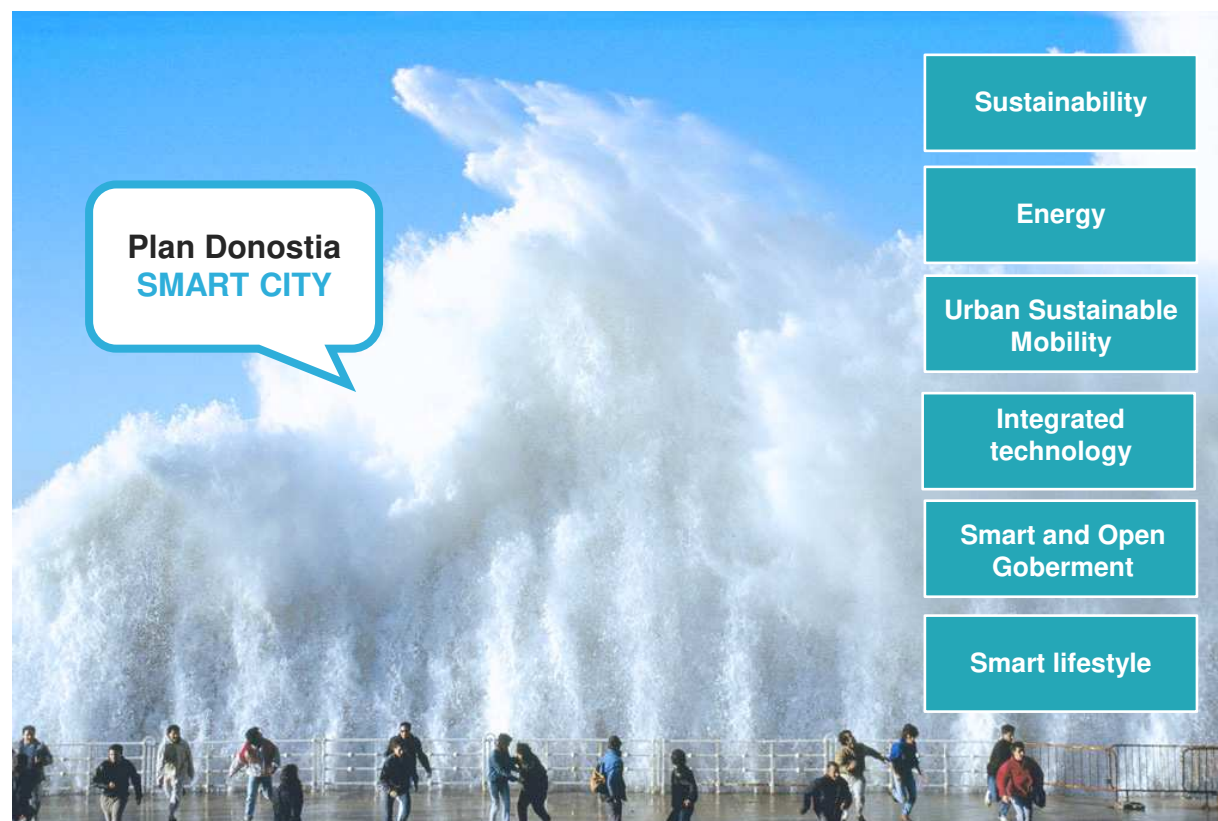 Plan Donostia
SMART CITY
Sustainability
Energy
Urban Sustainable
Mobility
Integrated
technology
Smart and Open
Goberment
Smart lifestyle